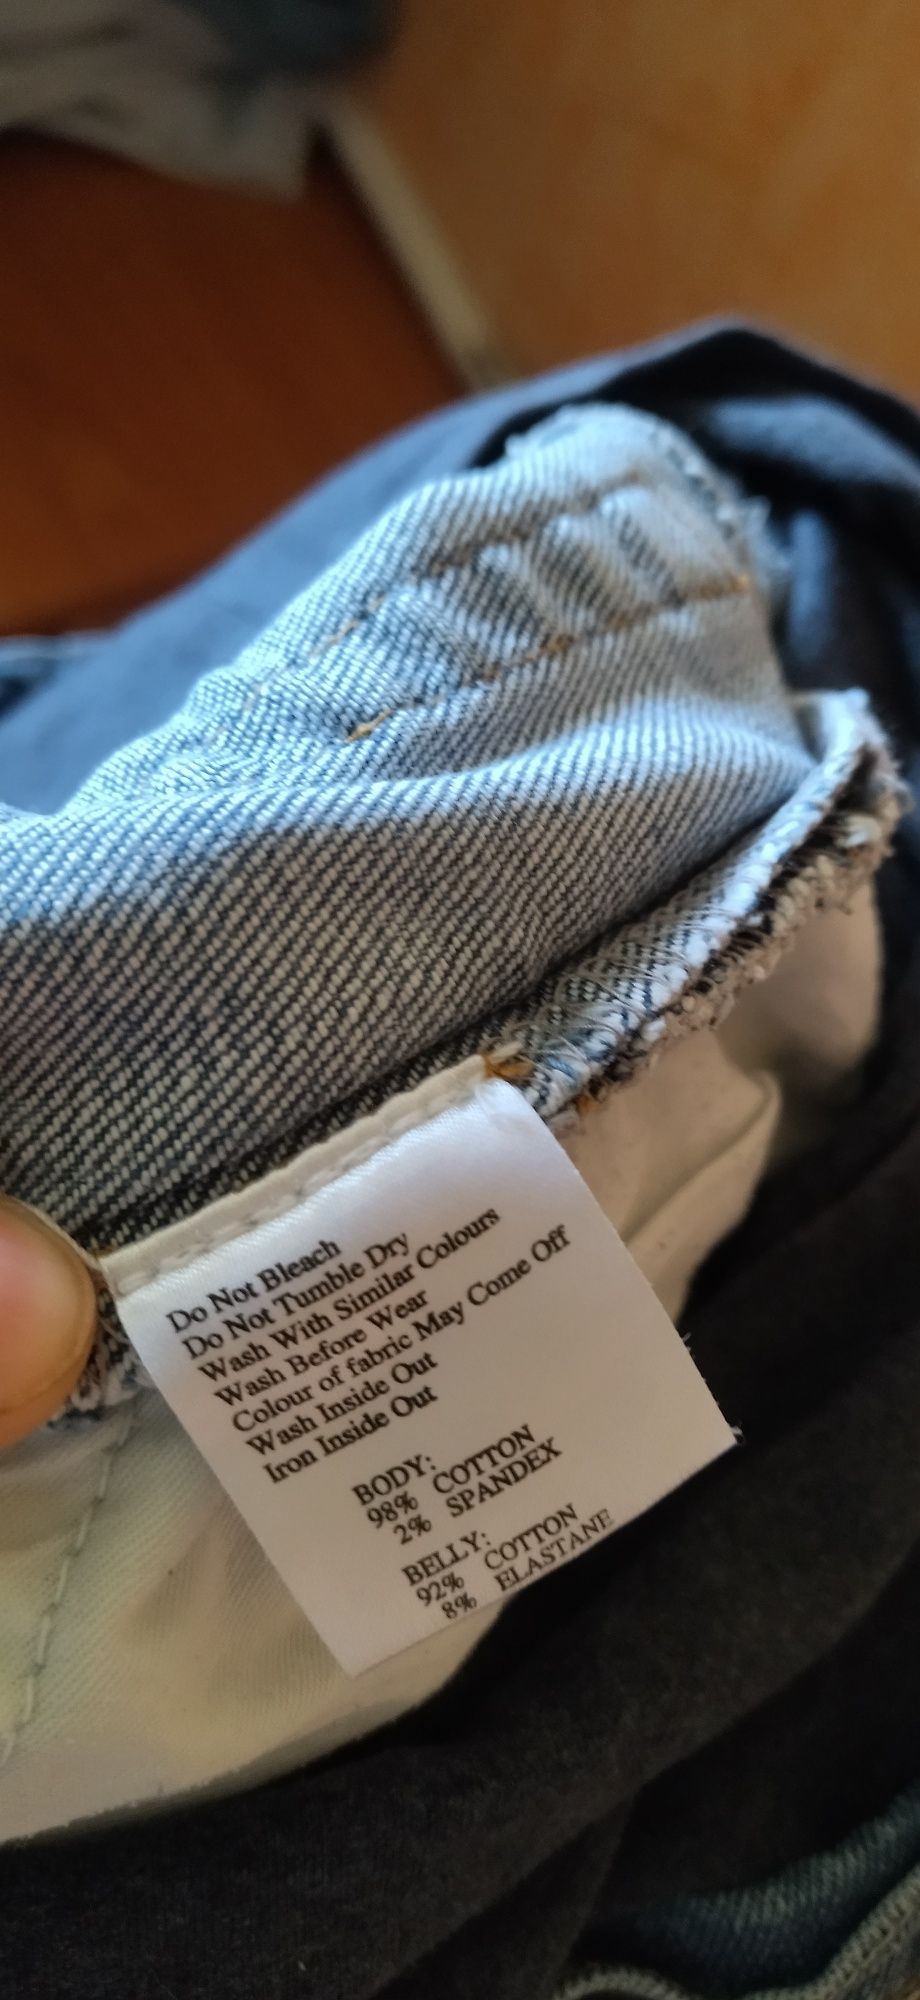 Do Not Bleach
Do Not Tumble Dry
Wash With Similar Colours
Wash Before Wear
Colour of fabric May Come Off
Wash Inside Out
Iron Inside Out
BODY:
98% COTTON
2% SPANDEX
BELLY:
92% COTTON
8% ELASTANE